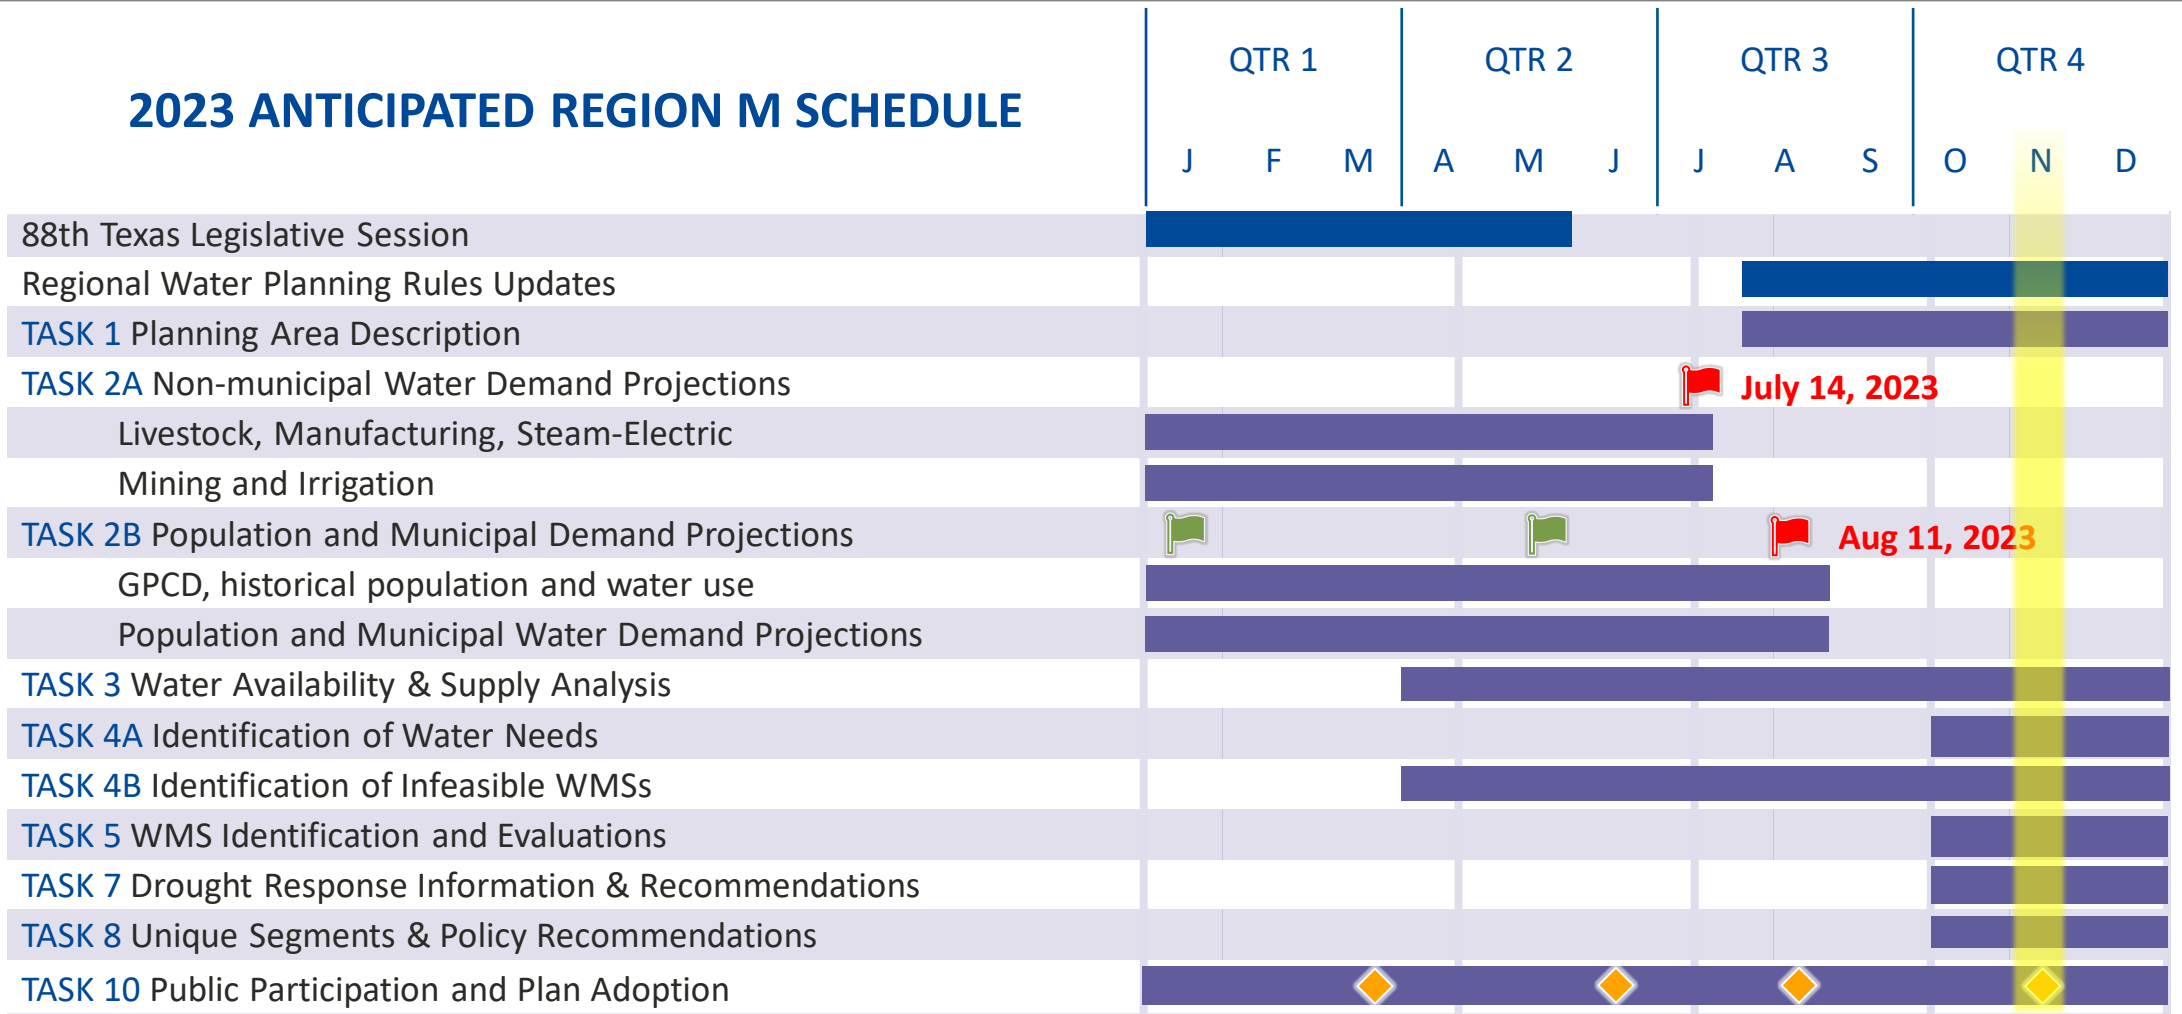 QTR 1 QTR 2 QTR 3 QTR 4
2023 ANTICIPATED REGION M SCHEDULE
J F M A M J J A S O N D
88th Texas Legislative Session
Regional Water Planning Rules Updates
TASK 1 Planning Area Description
TASK 2A Non-municipal Water Demand Projections July 14, 2023
Livestock, Manufacturing, Steam-Electric
Mining and Irrigation
TASK 2B Population and Municipal Demand Projections Aug 11, 2023
GPCD, historical population and water use
Population and Municipal Water Demand Projections
TASK 3 Water Availability & Supply Analysis
TASK 4A Identification of Water Needs
TASK 4B Identification of Infeasible WMSs
TASK 5 WMS Identification and Evaluations
TASK 7 Drought Response Information & Recommendations
TASK 8 Unique Segments & Policy Recommendations
TASK 10 Public Participation and Plan Adoption